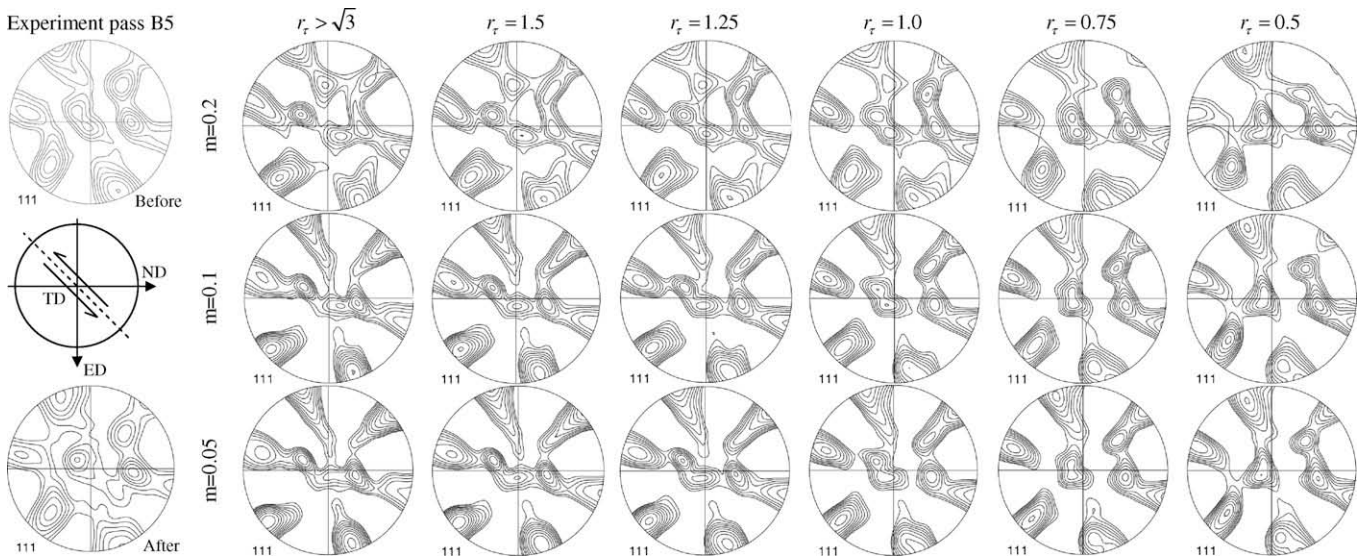 Experiment pass B5
r_τ > √3
r_τ = 1.5
r_τ = 1.25
r_τ = 1.0
r_τ = 0.75
r_τ = 0.5
111
Before
m=0.2
111
111
111
111
111
111
ND
TD
ED
m=0.1
111
111
111
111
111
111
111
After
m=0.05
111
111
111
111
111
111